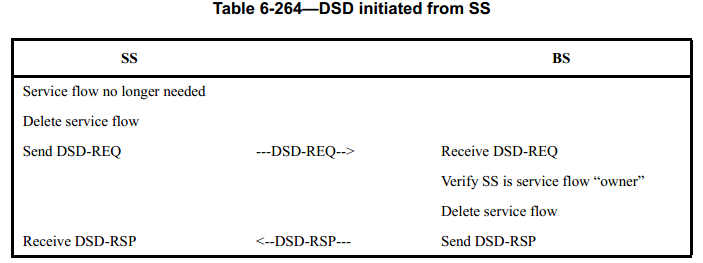 Table 6-264—DSD initiated from SS
SS BS
Service flow no longer needed
Delete service flow
Send DSD-REQ ---DSD-REQ--> Receive DSD-REQ
Verify SS is service flow “owner”
Delete service flow
Receive DSD-RSP <--DSD-RSP--- Send DSD-RSP